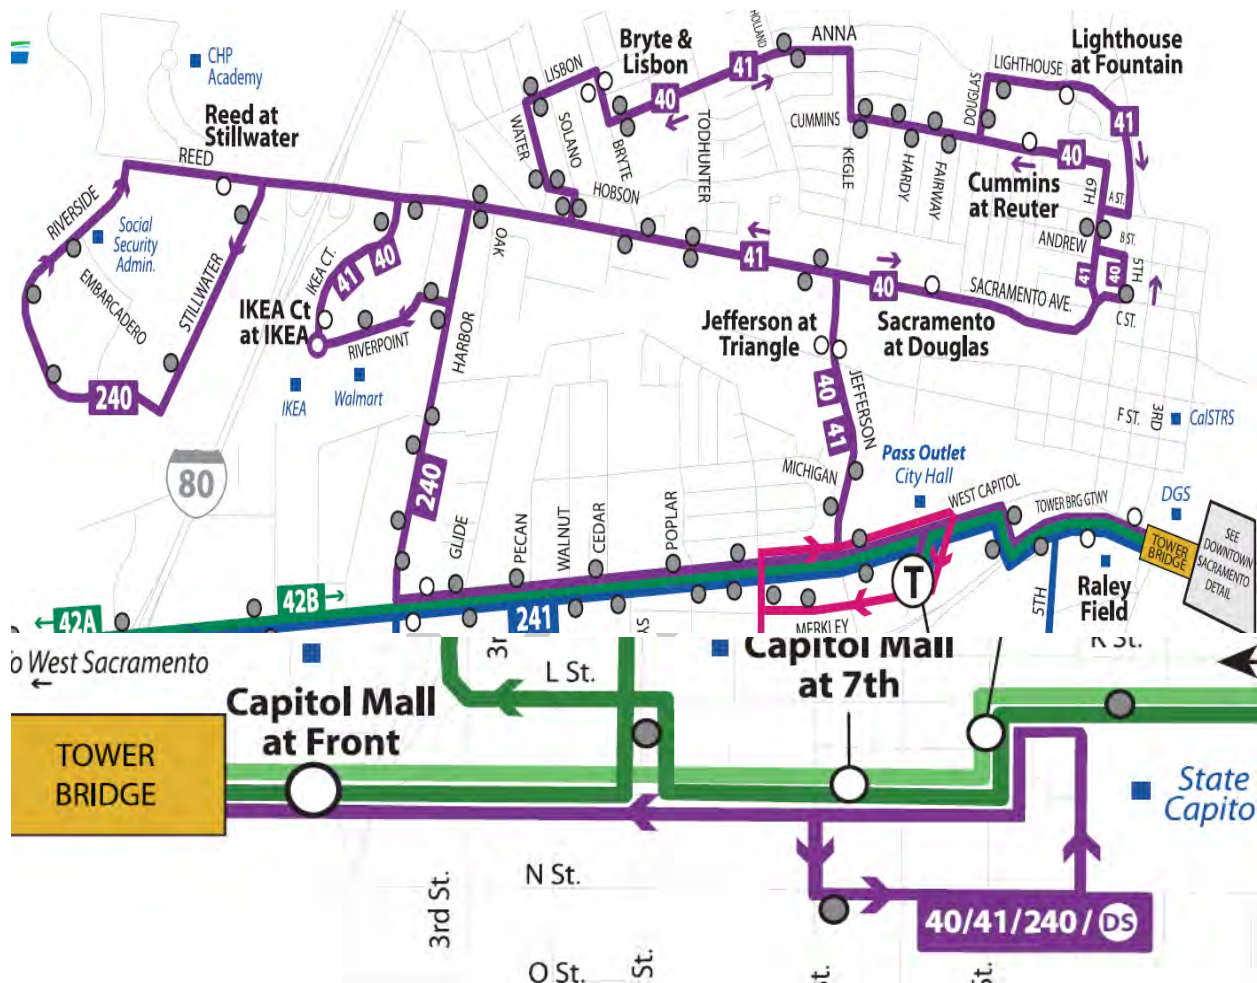 CHP
Academy
Reed at
Stillwater
REED
RIVERSIDE
Social
Security
Admin.
EMBARCADERO
STILLWATER
240
80
IKEA CT.
41
40
IKEA Ct
at IKEA
RIVERPOINT
IKEA
Walmart
HARBOR
240
OAK
LISBON
WATER
SOLANO
HOBSON
BRYTE
Bryte &
Lisbon
40
41
HOLLAND
ANNA
TODHUNTER
CUMMINS
KEGLE
HARDY
FAIRWAY
DOUGLAS
LIGHTHOUSE
Lighthouse
at Fountain
41
40
Cummins
at Reuter
6TH
A ST.
ANDREW
B ST.
5TH
41
40
C ST.
SACRAMENTO AVE.
41
40
Jefferson at
Triangle
Sacramento
at Douglas
40
41
JEFFERSON
MICHIGAN
F ST.
3RD
CalSTRS
Pass Outlet
City Hall
WEST CAPITOL
TOWER BRG GTWY
DGS
TOWER
BRIDGE
SEE
DOWNTOWN
SACRAMENTO
DETAIL
Raley
Field
5TH
T
MERKLEY
GLIDE
PECAN
WALNUT
CEDAR
POPLAR
42A
42B
241
o West Sacramento
L St.
Capitol Mall
at 7th
K St.
Capitol Mall
at Front
TOWER
BRIDGE
State
Capito
3rd St.
N St.
O St.
St.
St.
40/41/240/ DS